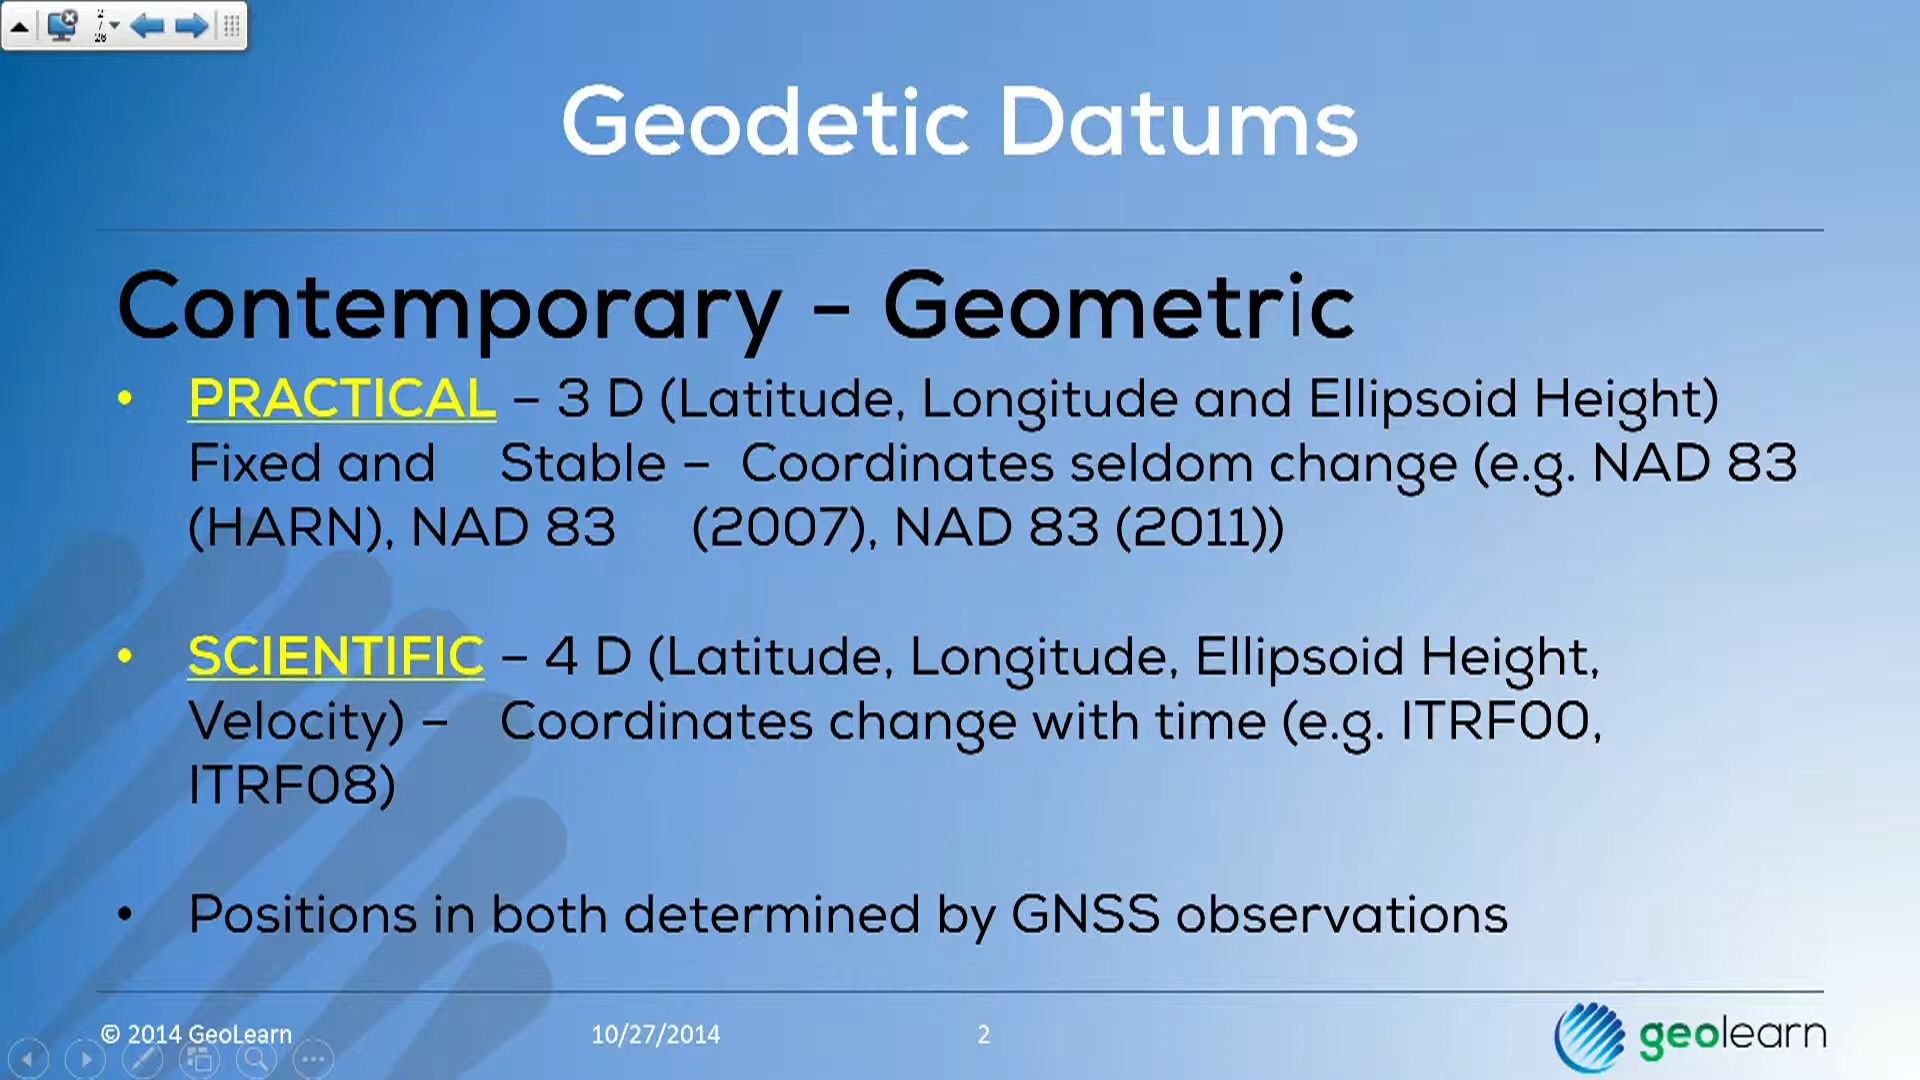 2
/
28
Geodetic Datums
Contemporary - Geometric
• PRACTICAL – 3 D (Latitude, Longitude and Ellipsoid Height)
Fixed and Stable – Coordinates seldom change (e.g. NAD 83
(HARN), NAD 83 (2007), NAD 83 (2011))
• SCIENTIFIC – 4 D (Latitude, Longitude, Ellipsoid Height,
Velocity) – Coordinates change with time (e.g. ITRF00,
ITRF08)
• Positions in both determined by GNSS observations
© 2014 GeoLearn 10/27/2014 2 geolearn